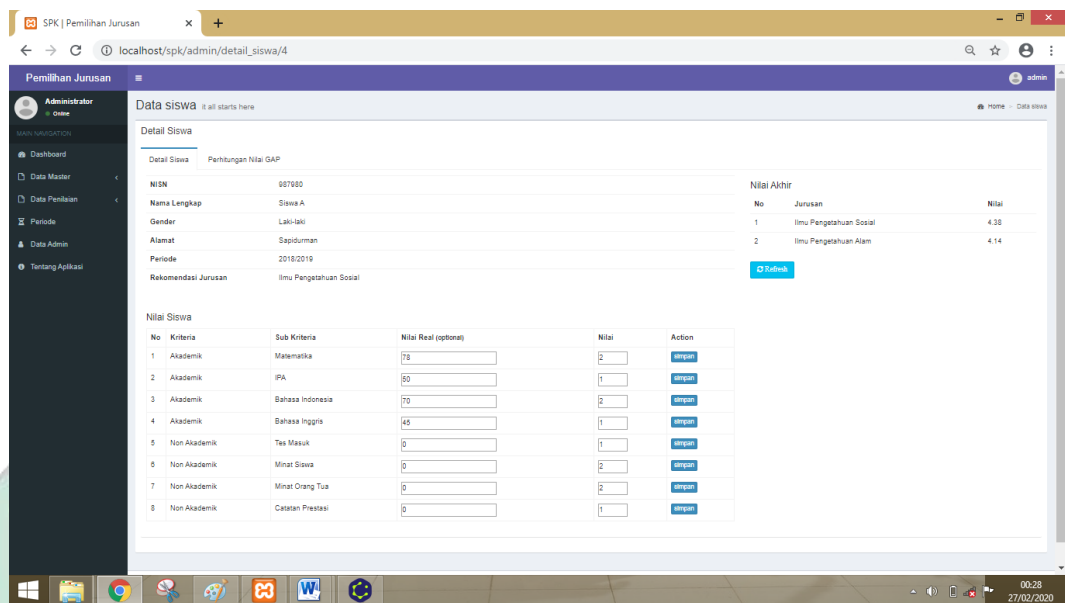 SPK | Pemilihan Jurusan
localhost/spk/admin/detail_siswa/4
Pemilihan Jurusan
admin
Administrator
Online
MAIN NAVIGATION
Dashboard
Data Master
Data Penilaian
Periode
Data Admin
Tentang Aplikasi
Data siswa it all starts here
Home > Data siswa
Detail Siswa
Detail Siswa Perhitungan Nilai GAP
NISN 987980
Nama Lengkap Siswa A
Gender Laki-laki
Alamat Sapidurman
Periode 2018/2019
Rekomendasi Jurusan Ilmu Pengetahuan Sosial
Nilai Akhir
No Jurusan Nilai
1 Ilmu Pengetahuan Sosial 4.38
2 Ilmu Pengetahuan Alam 4.14
Refresh
Nilai Siswa
No Kriteria Sub Kriteria Nilai Real (optional) Nilai Action
1 Akademik Matematika 78 2 simpan
2 Akademik IPA 50 1 simpan
3 Akademik Bahasa Indonesia 70 2 simpan
4 Akademik Bahasa Inggris 45 1 simpan
5 Non Akademik Tes Masuk 0 1 simpan
6 Non Akademik Minat Siswa 0 2 simpan
7 Non Akademik Minat Orang Tua 0 2 simpan
8 Non Akademik Catatan Prestasi 0 1 simpan
00:28
27/02/2020